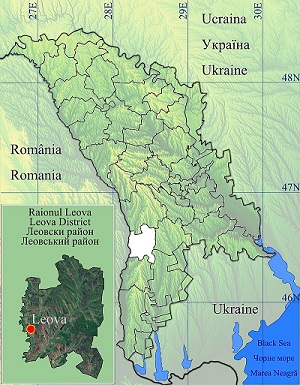 27E
28E
29E
30E
Ucraina
Україна
Ukraine
48N
România
Romania
47N
Raionul Leova
Leova District
Леовски район
Леовський район
Leova
46N
Ukraine
Black Sea
Чорне море
Marea Neagră